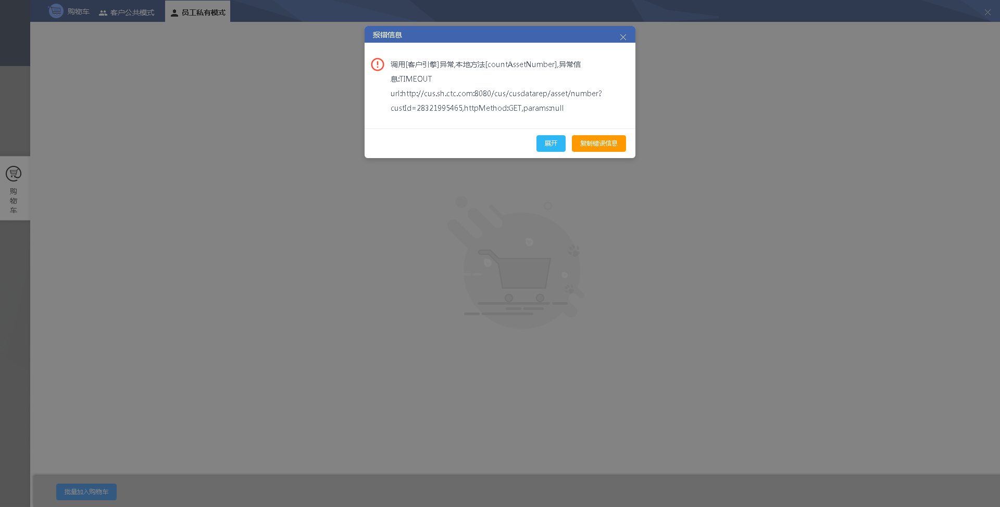 购物车
客户公共模式
员工私有模式
报错信息
调用[客户引擎]异常,本地方法[countAssetNumber],异常信
息:TIMEOUT
url:http://cus.sh.ctc.com:8080/cus/cusdatarep/asset/number?
custId=28321995465,httpMethod:GET,params:null
展开
复制错误信息
购
物
车
批量加入购物车